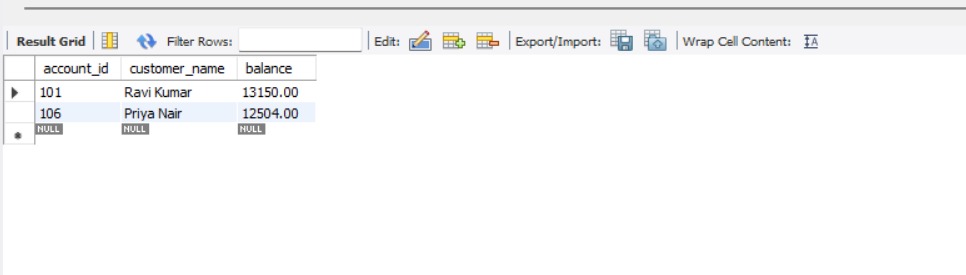 Result Grid Filter Rows: Edit: Export/Import: Wrap Cell Content: IA
account_id customer_name balance
101 Ravi Kumar 13150.00
106 Priya Nair 12504.00
NULL NULL NULL